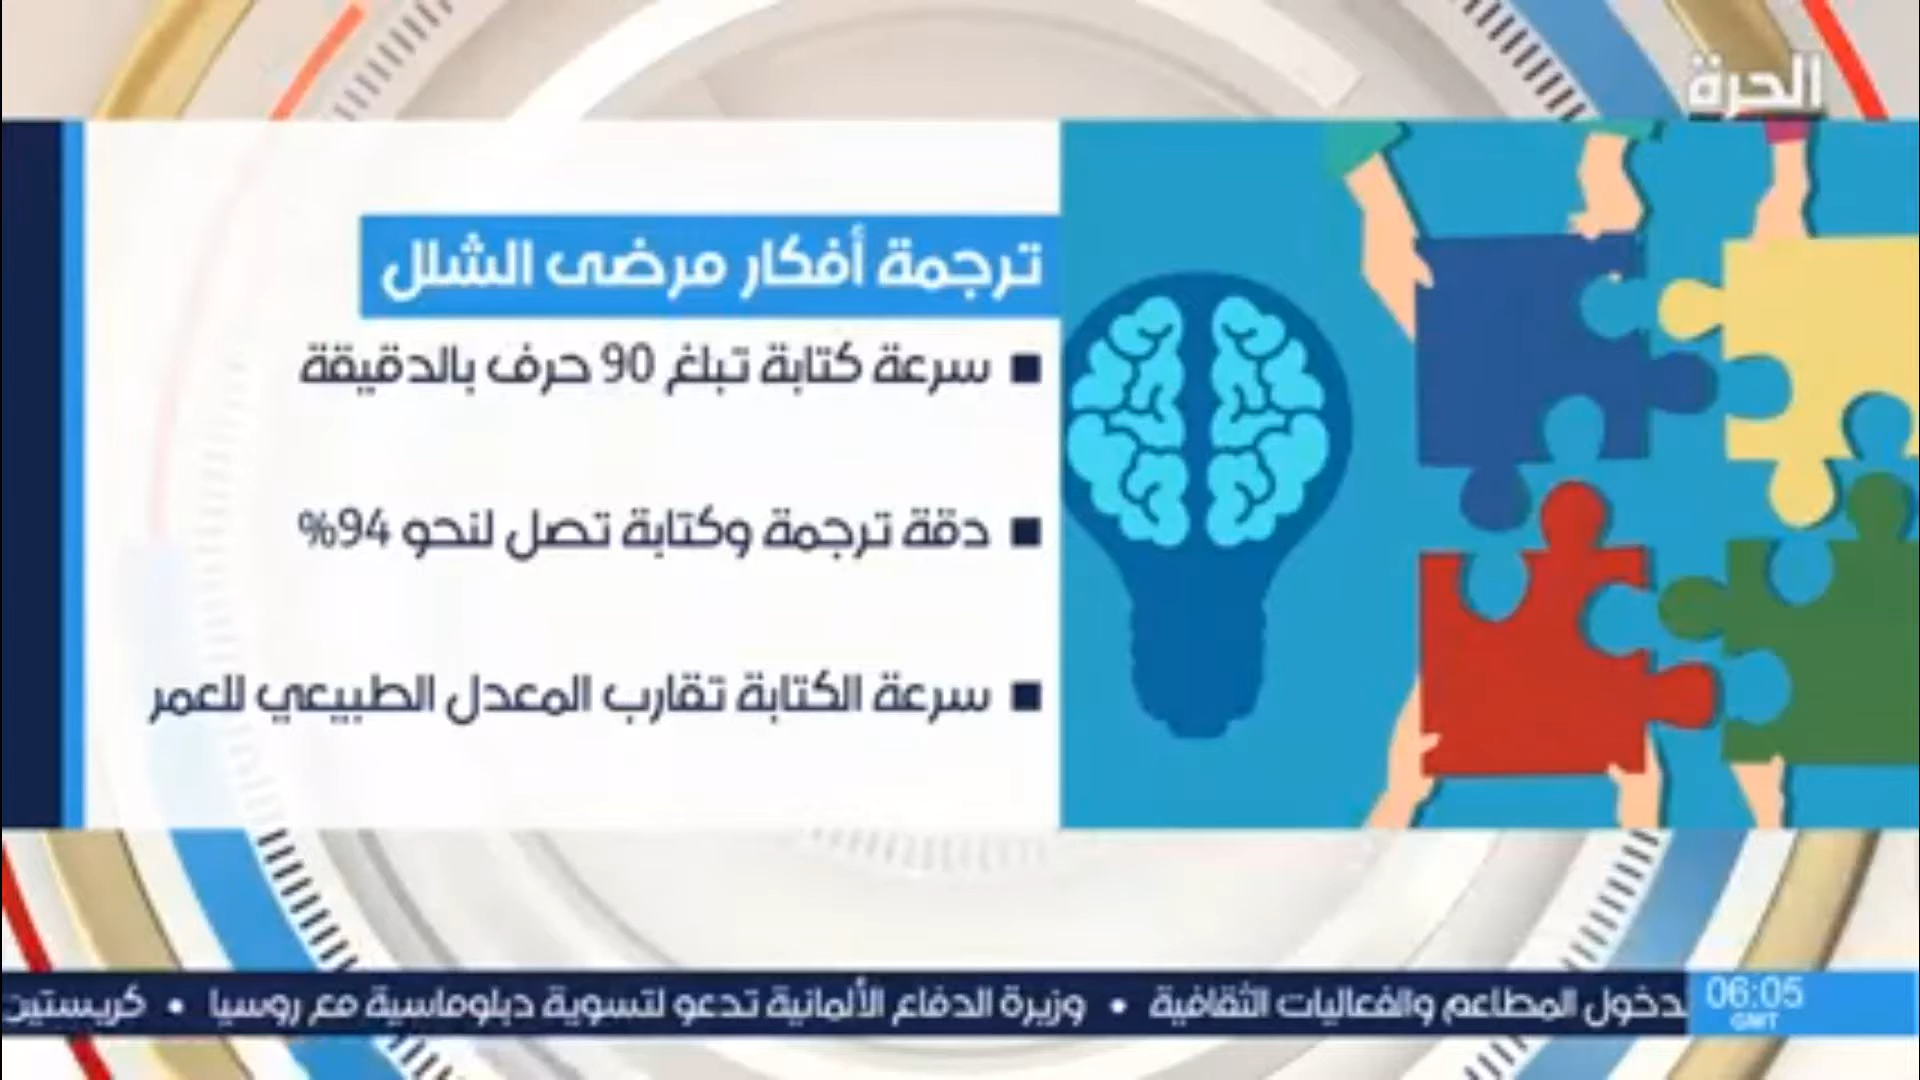 الحرة
ترجمة أفكار مرضى الشلل
■ سرعة كتابة تبلغ 90 حرف بالدقيقة
■ دقة ترجمة وكتابة تصل لنحو 94%
■ سرعة الكتابة تقارب المعدل الطبيعي للعمر
06:05
GMT
لدخول المطاعم والفعاليات الثقافية • وزيرة الدفاع الألمانية تدعو لتسوية دبلوماسية مع روسيا • كريستين